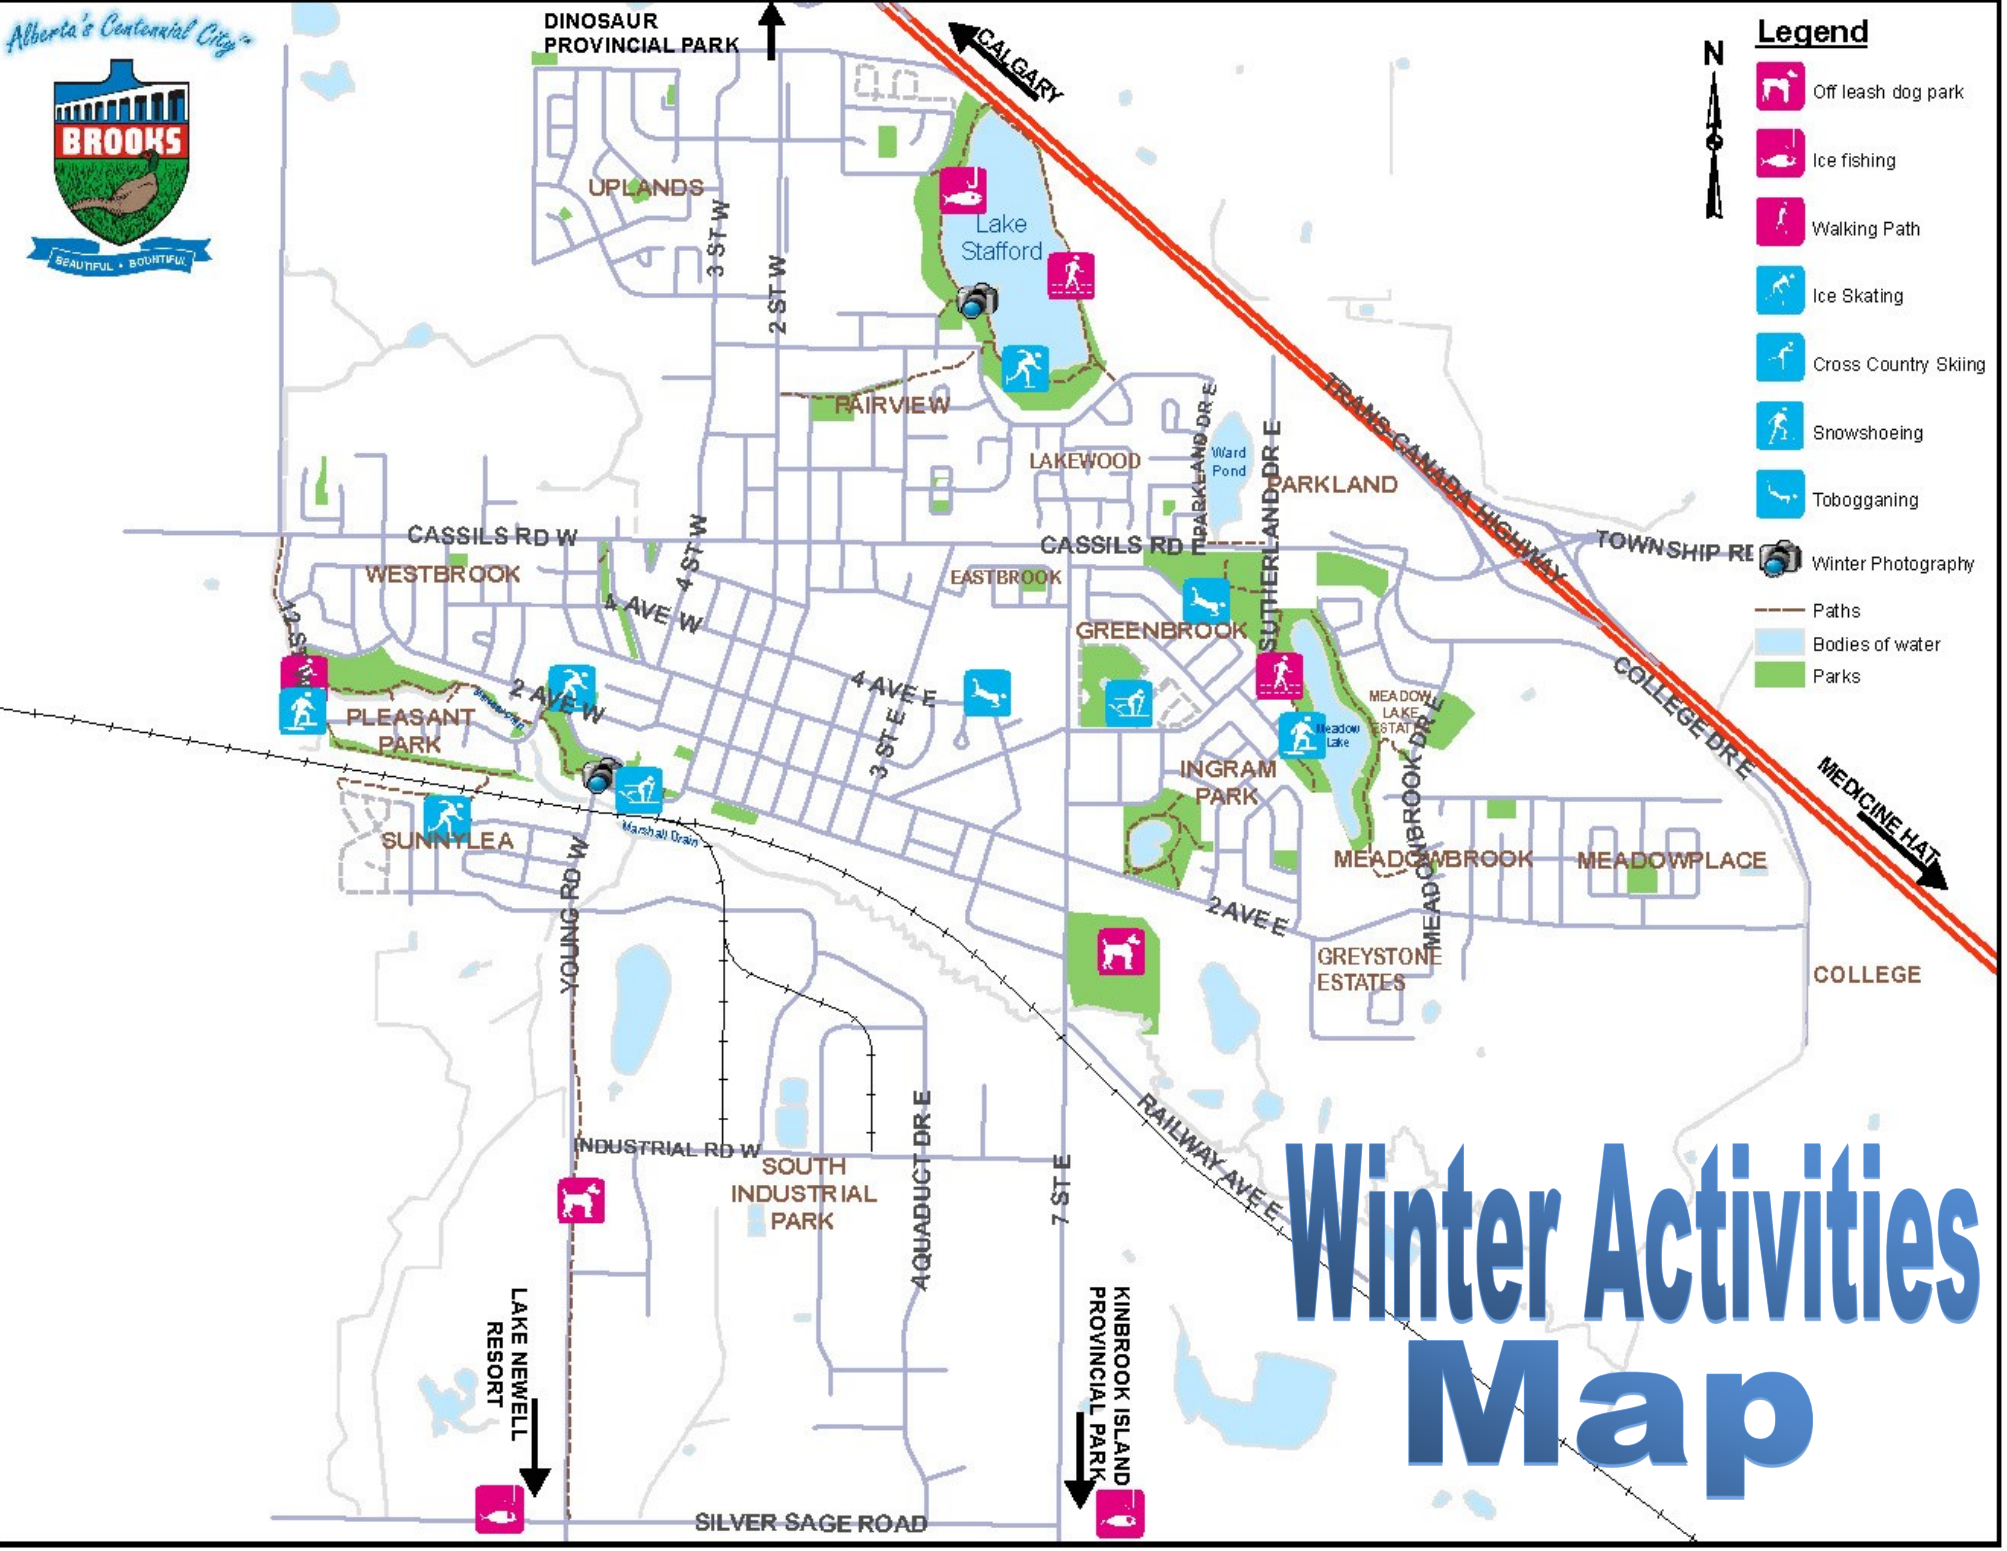 Alberta's Centennial City™
BROOKS
BEAUTIFUL • BOUNTIFUL
DINOSAUR
PROVINCIAL PARK
CALGARY
N
Legend
Off leash dog park
Ice fishing
Walking Path
Ice Skating
Cross Country Skiing
Snowshoeing
Tobogganing
Winter Photography
Paths
Bodies of water
Parks
UPLANDS
3 ST W
2 ST W
Lake
Stafford
FAIRVIEW
LAKEWOOD
PARKLAND DR E
Ward
Pond
SUTHERLAND DR E
PARKLAND
TRANS-CANADA HIGHWAY
TOWNSHIP RD
CASSILS RD W
CASSILS RD E
4 ST W
WESTBROOK
EASTBROOK
4 AVE W
12 ST W
GREENBROOK
2 AVE W
4 AVE E
3 ST E
PLEASANT
PARK
MEADOW
LAKE
ESTATES
Meadow
Lake
COLLEGE DR E
MEDICINE HAT
INGRAM
PARK
MEADOWBROOK DR E
SUNNYLEA
Marshall Drain
YOUNG RD W
MEADOWBROOK
MEADOWPLACE
2 AVE E
GREYSTONE
ESTATES
COLLEGE
INDUSTRIAL RD W
SOUTH
INDUSTRIAL
PARK
AQUADUCT DR E
7 ST E
RAILWAY AVE E
LAKE NEWELL
RESORT
KINBROOK ISLAND
PROVINCIAL PARK
SILVER SAGE ROAD
Winter Activities
Map